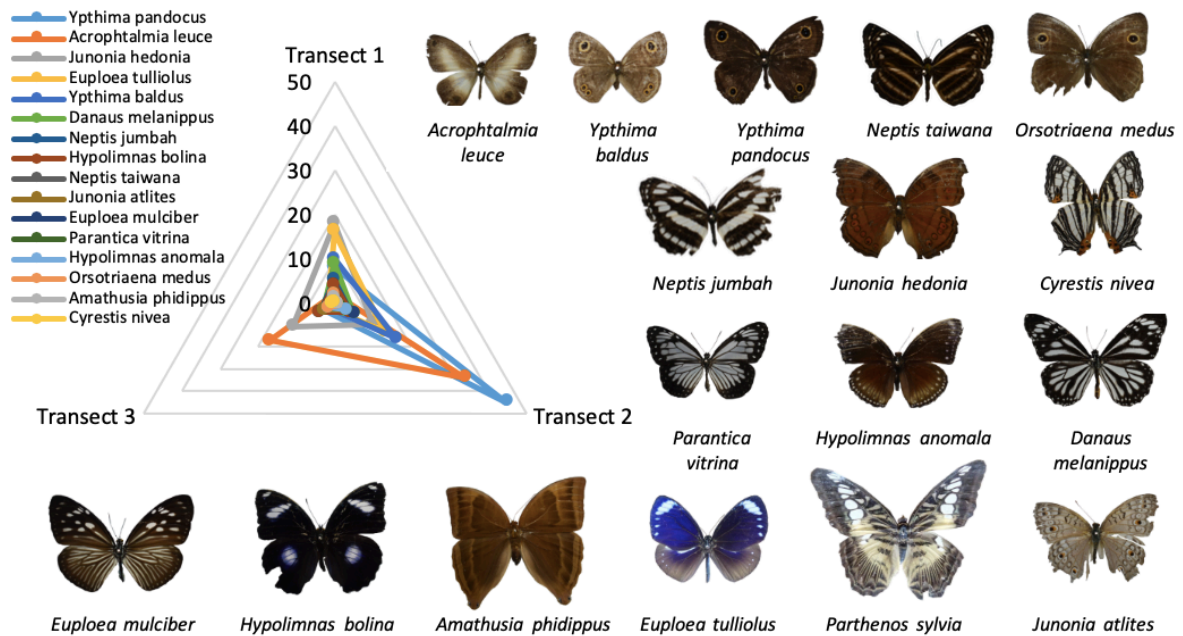 Ypthima pandocus
Acrophtalmia leuce
Junonia hedonia
Euploea tulliolus
Ypthima baldus
Danaus melanippus
Neptis jumbah
Hypolimnas bolina
Neptis taiwana
Junonia atlites
Euploea mulciber
Parantica vitrina
Hypolimnas anomala
Orsotriaena medus
Amathusia phidippus
Cyrestis nivea
Transect 1
50
40
30
20
10
0
Transect 3
Transect 2
Acrophtalmia
leuce
Ypthima
baldus
Ypthima
pandocus
Neptis taiwana
Orsotriaena medus
Neptis jumbah
Junonia hedonia
Cyrestis nivea
Parantica
vitrina
Hypolimnas anomala
Danaus
melanippus
Euploea mulciber
Hypolimnas bolina
Amathusia phidippus
Euploea tulliolus
Parthenos sylvia
Junonia atlites